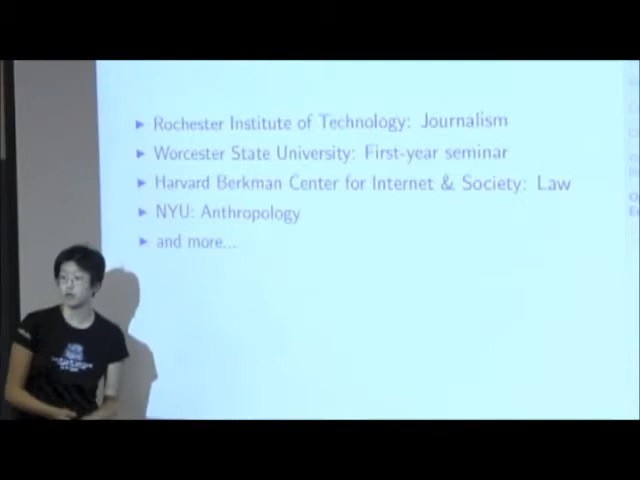 ▶ Rochester Institute of Technology: Journalism
▶ Worcester State University: First-year seminar
▶ Harvard Berkman Center for Internet & Society: Law
▶ NYU: Anthropology
▶ and more...